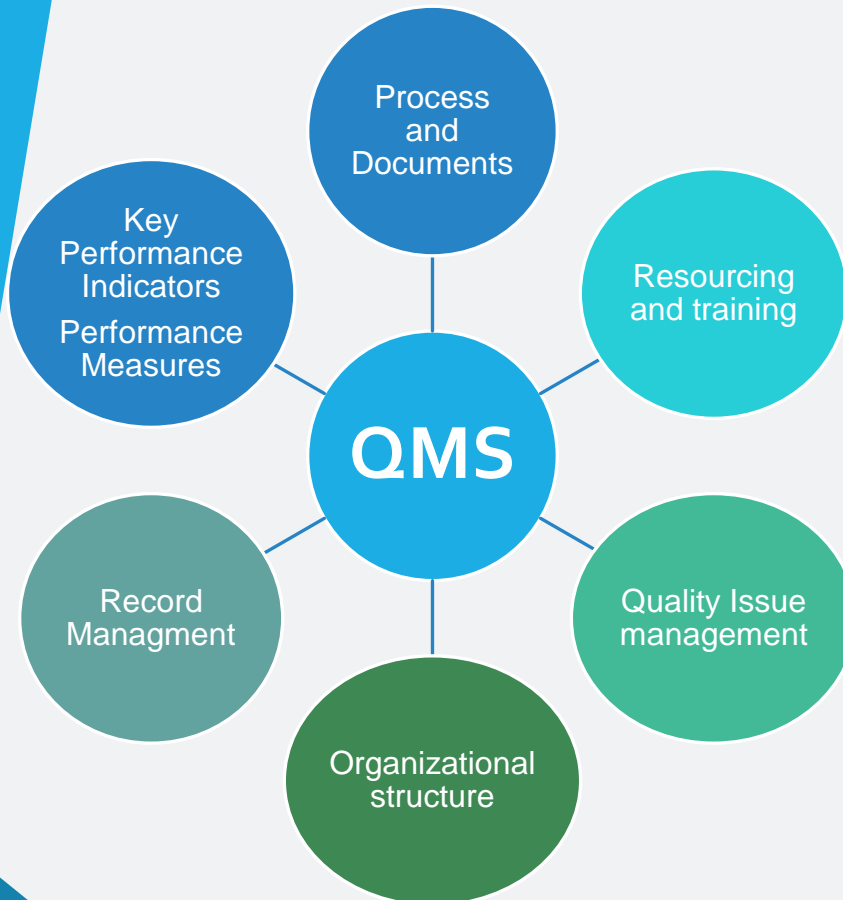 Process
and
Documents
Key
Performance
Indicators
Performance
Measures
Resourcing
and training
QMS
Record
Managment
Quality Issue
management
Organizational
structure